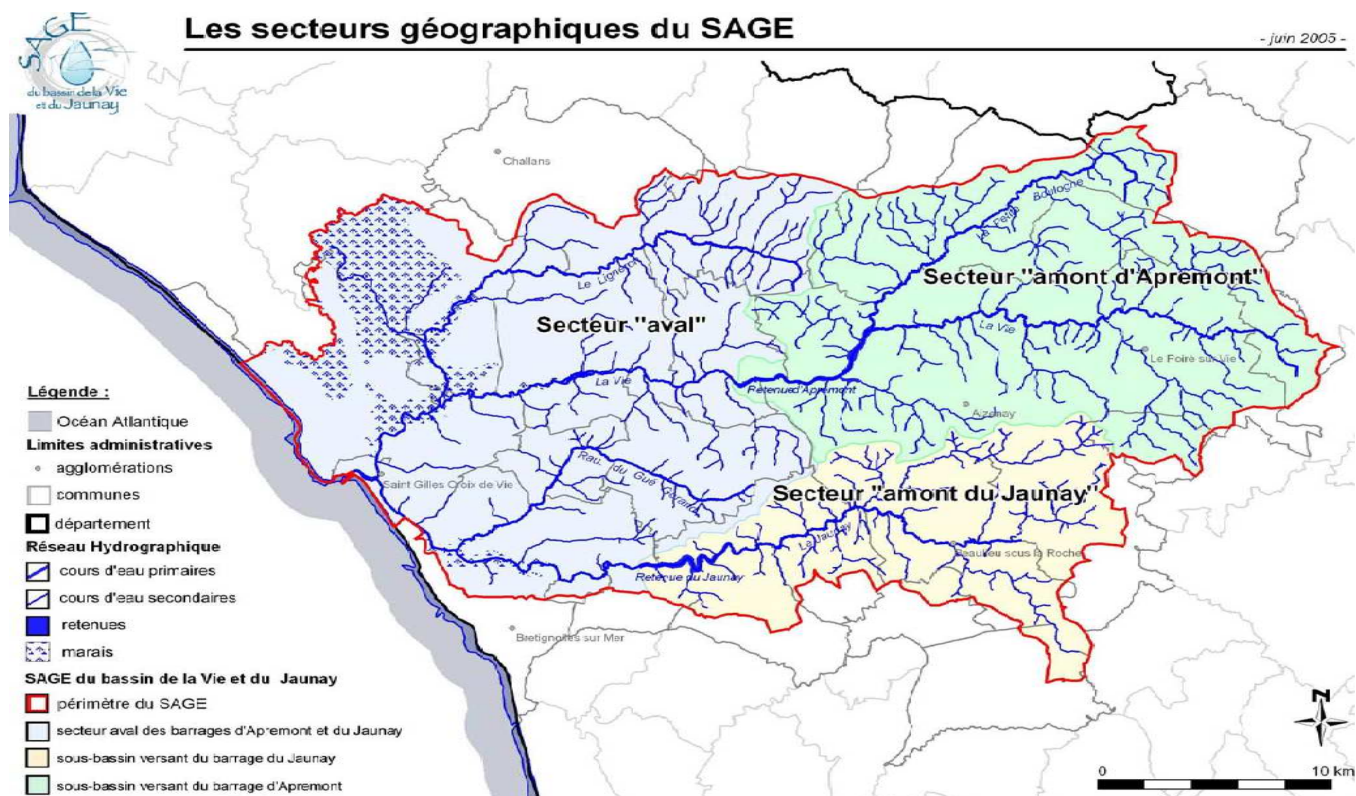 Les secteurs géographiques du SAGE
- juin 2005 -
SAGE
du bassin de la Vie
et du Jaunay
Challans
Le Petite Boulogne
Secteur "amont d'Apremont"
Le Ligneron
Secteur "aval"
La Vie
Le Poiré sur Vie
La Vie
Retenue d'Apremont
Aizenay
Saint Gilles Croix de Vie
Rau. du Gué Gorand
Secteur "amont du Jaunay"
Le Jaunay
Beaulieu sous la Roche
Retenue du Jaunay
Bretignolles sur Mer
Légende :
Océan Atlantique
Limites administratives
agglomérations
communes
département
Réseau Hydrographique
cours d'eau primaires
cours d'eau secondaires
retenues
marais
SAGE du bassin de la Vie et du Jaunay
périmètre du SAGE
secteur aval des barrages d'Apremont et du Jaunay
sous-bassin versant du barrage du Jaunay
sous-bassin versant du barrage d'Apremont
N
0 10 km